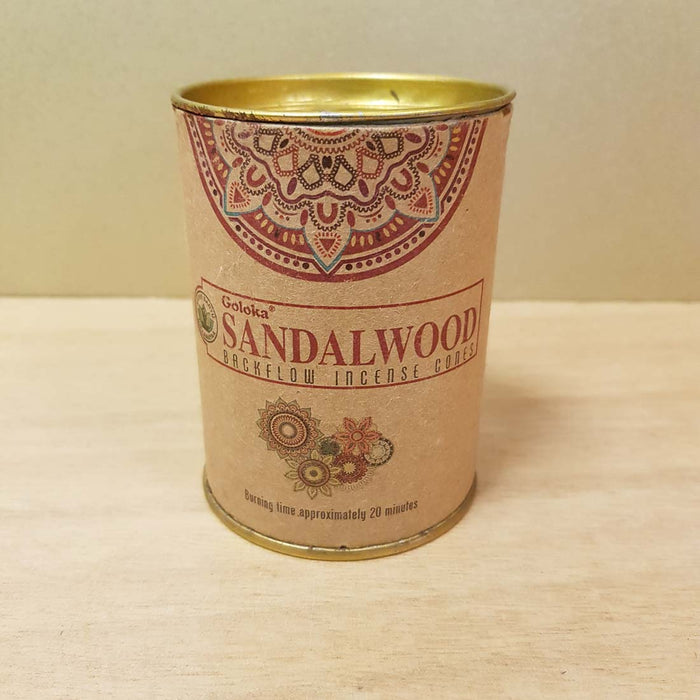 Goloka®
SANDALWOOD
BACKFLOW INCENSE CONES
Burning time approximately 20 minutes